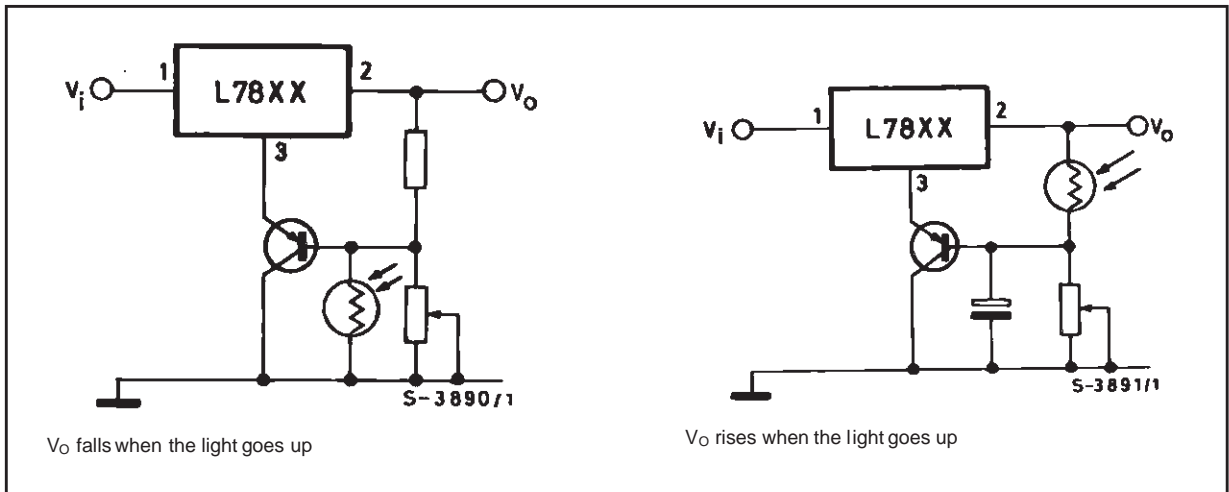 1
2
Vi
L78XX
Vo
3
S-3890/1
VO falls when the light goes up
1
2
Vi
L78XX
Vo
3
S-3891/1
VO rises when the light goes up